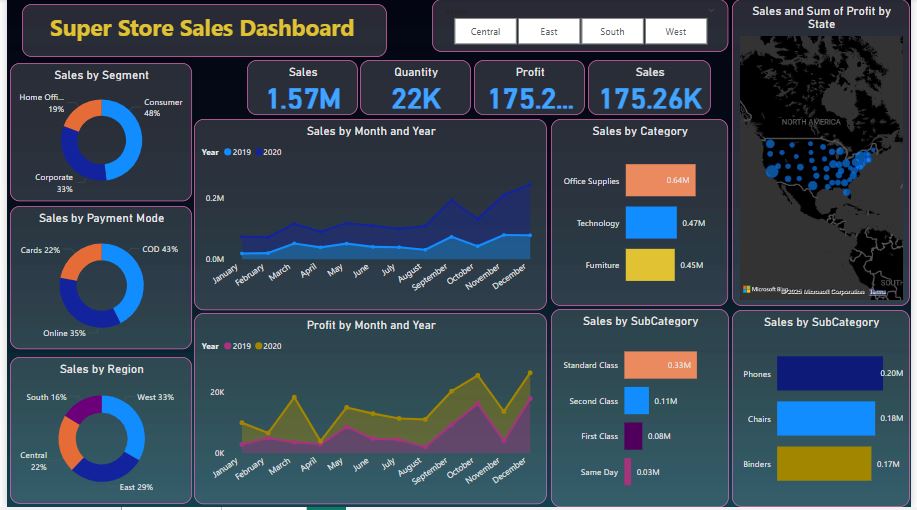 Super Store Sales Dashboard
Central
East
South
West
Sales and Sum of Profit by
State
Sales by Segment
Home Offi...
19%
Consumer
48%
Corporate
33%
Sales
1.57M
Quantity
22K
Profit
175.2...
Sales
175.26K
Sales by Month and Year
Year 2019 2020
0.2M
0.0M
January
February
March
April
May
June
July
August
September
October
November
December
Sales by Category
Office Supplies 0.64M
Technology 0.47M
Furniture 0.45M
NORTH AMERICA
SOUTH
Microsoft Bing
©2025 Microsoft Corporation Terms
Sales by Payment Mode
Cards 22%
COD 43%
Online 35%
Profit by Month and Year
Year 2019 2020
20K
0K
January
February
March
April
May
June
July
August
September
October
November
December
Sales by SubCategory
Standard Class 0.33M
Second Class 0.11M
First Class 0.08M
Same Day 0.03M
Sales by SubCategory
Phones 0.20M
Chairs 0.18M
Binders 0.17M
Sales by Region
South 16%
West 33%
Central
22%
East 29%